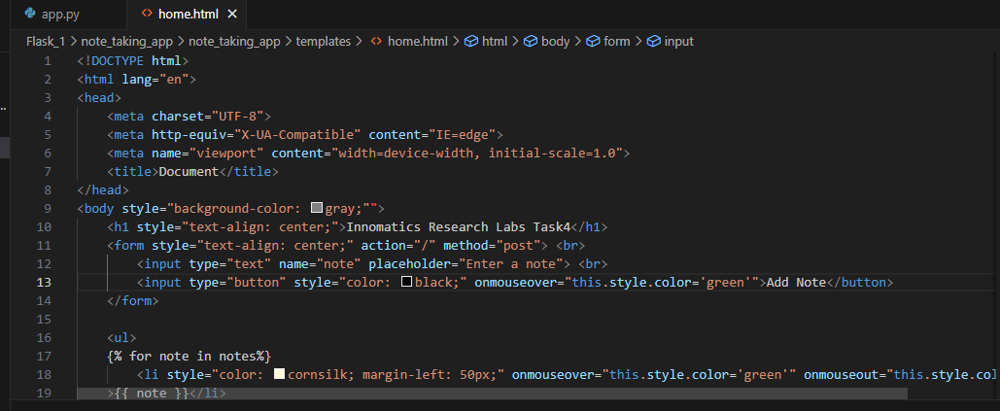 app.py home.html ×
Flask_1 > note_taking_app > note_taking_app > templates > <> home.html > html > body > form > input
1 <!DOCTYPE html>
2 <html lang="en">
3 <head>
4 <meta charset="UTF-8">
5 <meta http-equiv="X-UA-Compatible" content="IE=edge">
6 <meta name="viewport" content="width=device-width, initial-scale=1.0">
7 <title>Document</title>
8 </head>
9 <body style="background-color: gray;"">
10 <h1 style="text-align: center;">Innomatics Research Labs Task4</h1>
11 <form style="text-align: center;" action="/" method="post"> <br>
12 <input type="text" name="note" placeholder="Enter a note"> <br>
13 <input type="button" style="color: black;" onmouseover="this.style.color='green'">Add Note</button>
14 </form>
15
16 <ul>
17 {% for note in notes%}
18 <li style="color: cornsilk; margin-left: 50px;" onmouseover="this.style.color='green'" onmouseout="this.style.col
19 >{{ note }}</li>